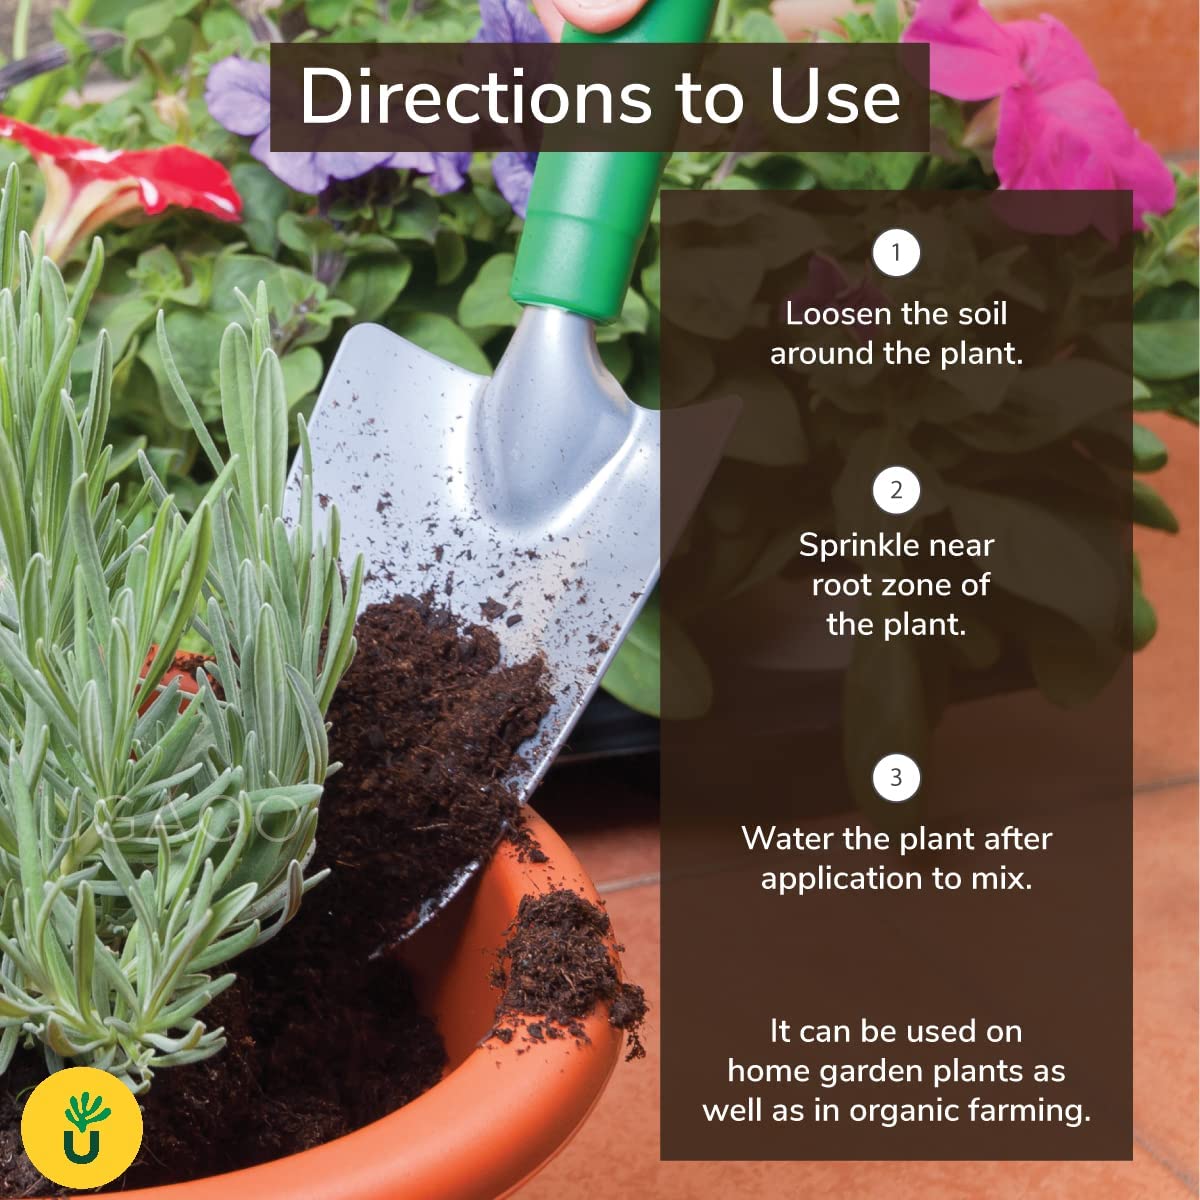 Directions to Use
1
Loosen the soil
around the plant.
2
Sprinkle near
root zone of
the plant.
3
Water the plant after
application to mix.
It can be used on
home garden plants as
well as in organic farming.
UGAOO
U